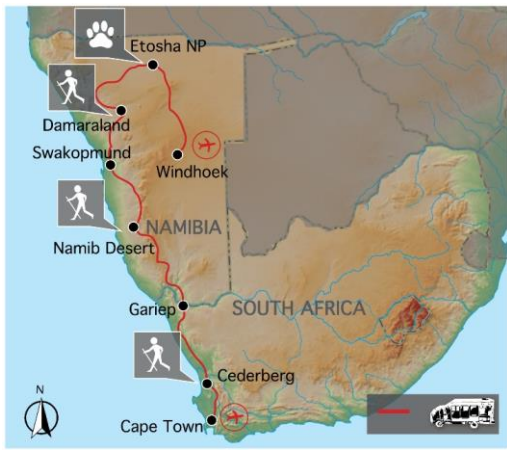 Etosha NP
Damaraland
Swakopmund
Windhoek
NAMIBIA
Namib Desert
Gariep
SOUTH AFRICA
Cederberg
N
Cape Town